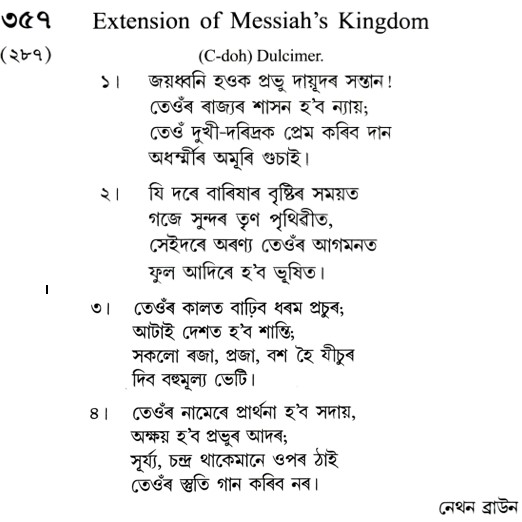 ৩৫৭ Extension of Messiah's Kingdom
(২৮৭) (C-doh) Dulcimer.
১। জয়ধ্বনি হওক প্ৰভু দায়ূদৰ সন্তান!
তেওঁৰ ৰাজ্যৰ শাসন হ'ব ন্যায়;
তেওঁ দুখী-দৰিদ্ৰক প্ৰেম কৰিব দান
অধৰ্ম্মীৰ অমূৰি গুচাই।
২। যি দৰে বাৰিষাৰ বৃষ্টিৰ সময়ত
গজে সুন্দৰ তৃণ পৃথিৱীত,
সেইদৰে অৰণ্য তেওঁৰ আগমনত
ফুল আদিৰে হ'ব ভূষিত।
৩। তেওঁৰ কালত বাঢ়িব ধৰম প্ৰচুৰ;
আটাই দেশত হ'ব শান্তি;
সকলো ৰজা, প্ৰজা, বশ হৈ যীচুৰ
দিব বহুমূল্য ভেটি।
৪। তেওঁৰ নামেৰে প্ৰাৰ্থনা হ'ব সদায়,
অক্ষয় হ'ব প্ৰভুৰ আদৰ;
সূৰ্য্য, চন্দ্ৰ থাকেমানে ওপৰ ঠাই
তেওঁৰ স্তুতি গান কৰিব নৰ।
নেথন ব্ৰাউন